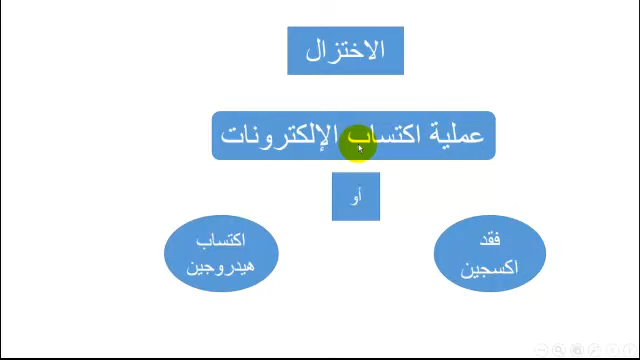 الاختزال
عملية اكتساب الإلكترونات
أو
فقد
اكسجين
اكتساب
هيدروجين